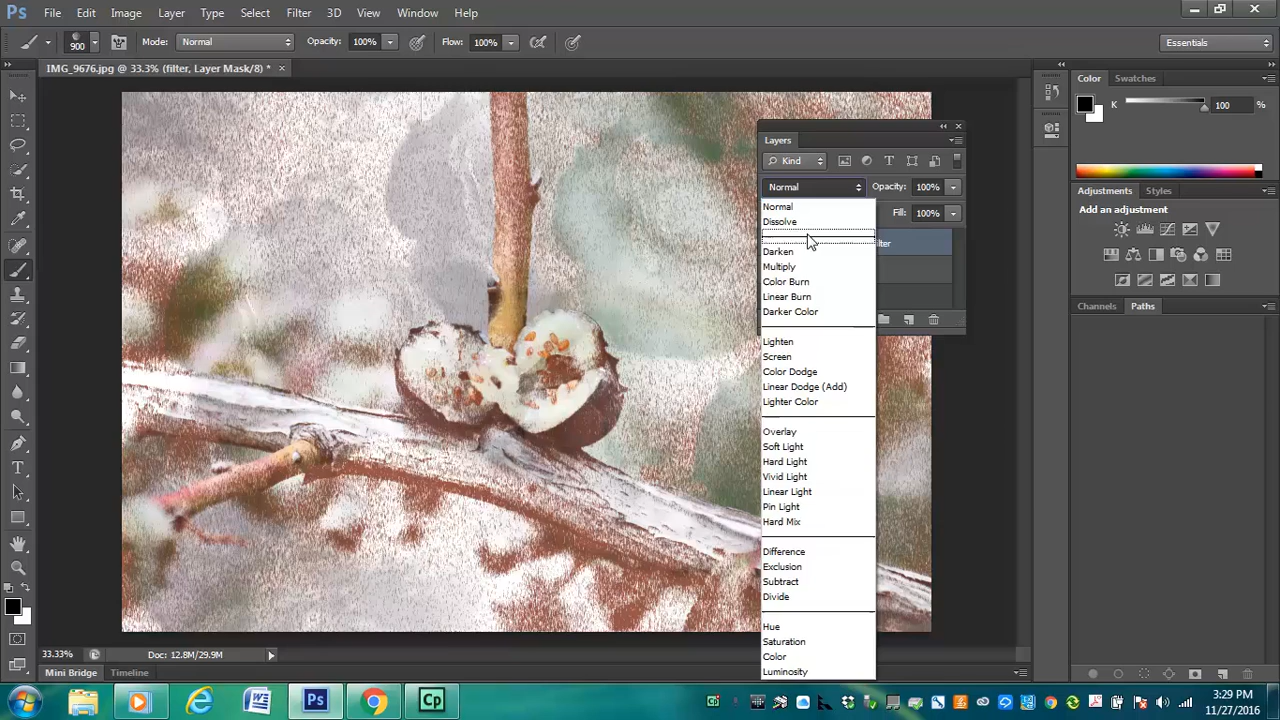 Ps File Edit Image Layer Type Select Filter 3D View Window Help
900 Mode: Normal Opacity: 100% Flow: 100% Essentials
IMG_9676.jpg @ 33.3% (filter, Layer Mask/8) * ×
Color Swatches
K 100 %
Layers
Kind
Normal Opacity: 100%
Fill: 100%
Normal
Dissolve
Darken
Multiply
Color Burn
Linear Burn
Darker Color
Lighten
Screen
Color Dodge
Linear Dodge (Add)
Lighter Color
Overlay
Soft Light
Hard Light
Vivid Light
Linear Light
Pin Light
Hard Mix
Difference
Exclusion
Subtract
Divide
Hue
Saturation
Color
Luminosity
Adjustments Styles
Add an adjustment
Channels Paths
33.33% Doc: 12.8M/29.9M
Mini Bridge Timeline
Ps Cp
3:29 PM
11/27/2016